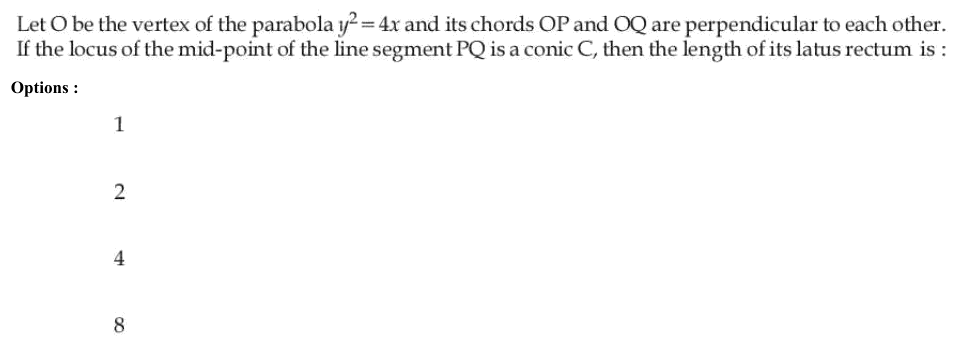 Let O be the vertex of the parabola y² = 4x and its chords OP and OQ are perpendicular to each other.
If the locus of the mid-point of the line segment PQ is a conic C, then the length of its latus rectum is :
Options :
1
2
4
8